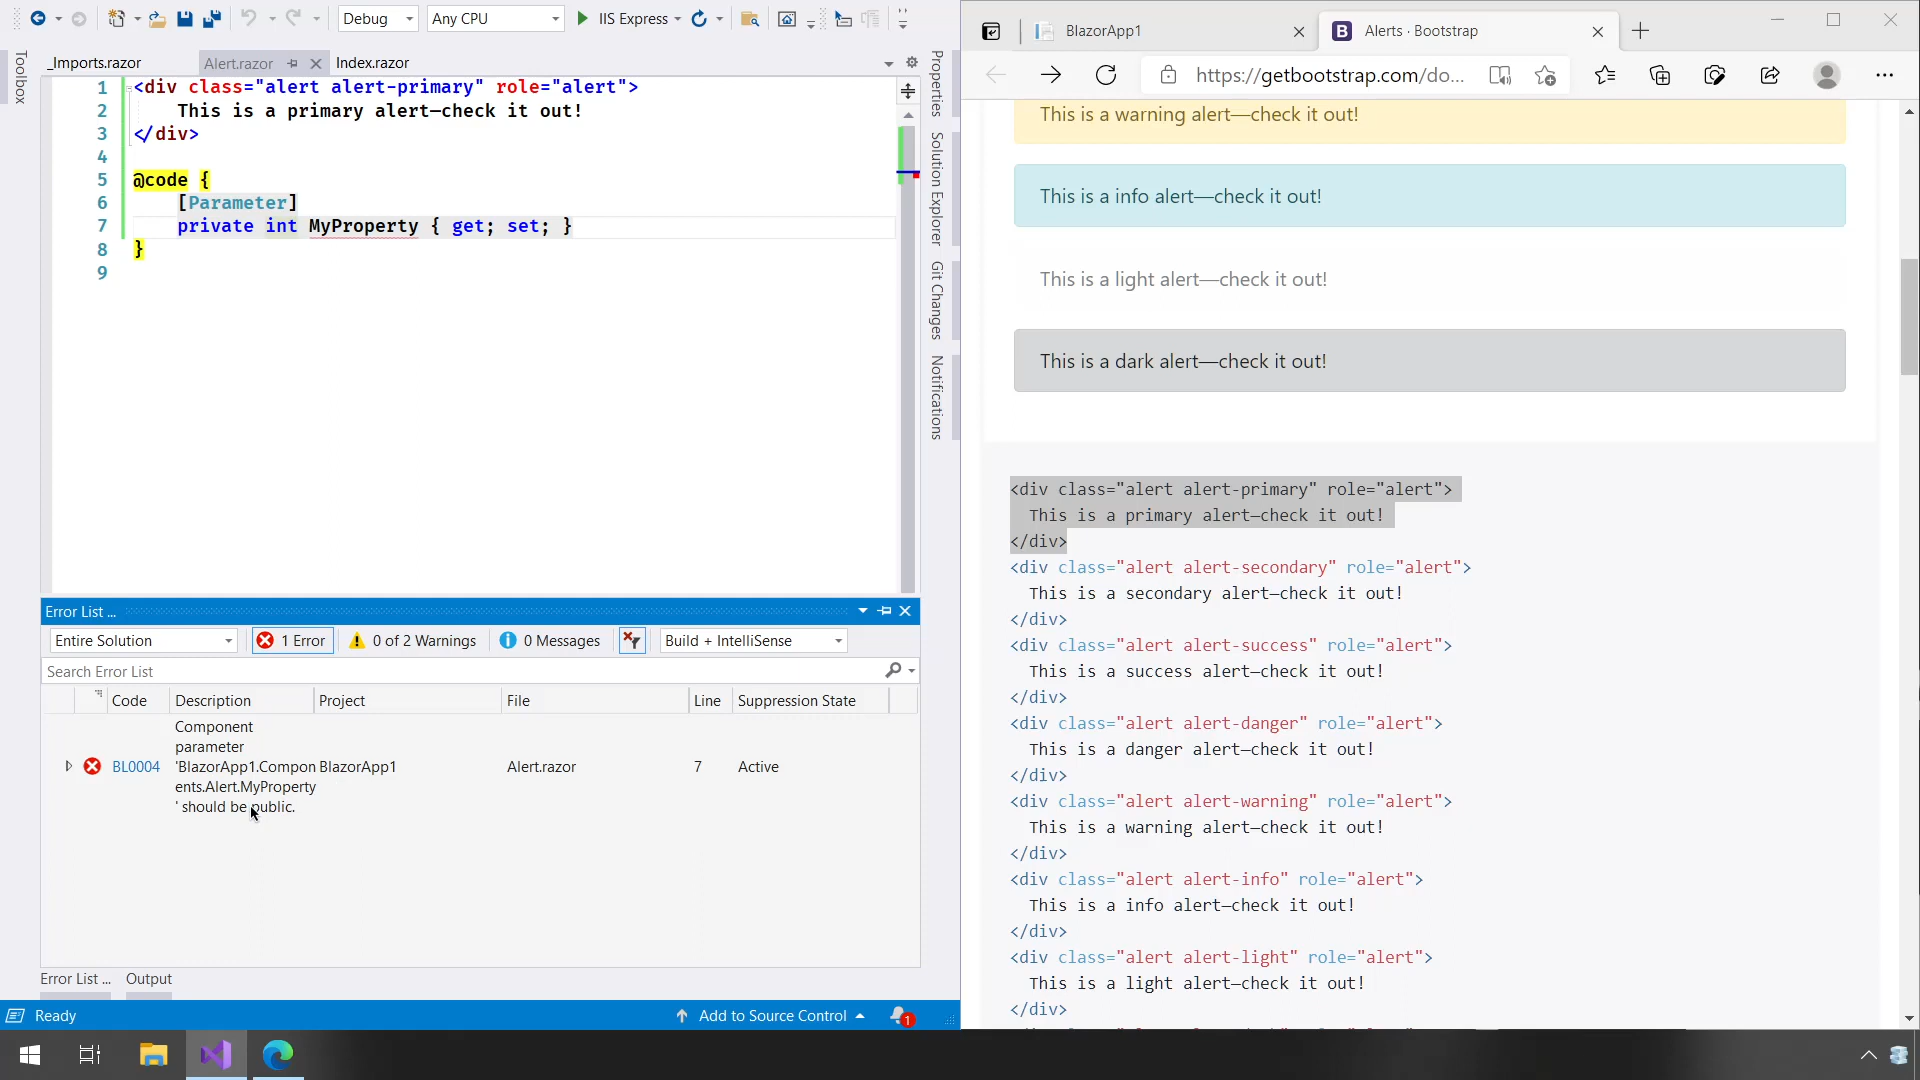 Debug
Any CPU
IIS Express
Toolbox
_Imports.razor
Alert.razor
Index.razor
1 <div class="alert alert-primary" role="alert">
2 This is a primary alert—check it out!
3 </div>
4
5 @code {
6 [Parameter]
7 private int MyProperty { get; set; }
8 }
9
Properties
Solution Explorer
Git Changes
Notifications
Error List ...
Entire Solution
1 Error
0 of 2 Warnings
0 Messages
Build + IntelliSense
Search Error List
Code Description Project File Line Suppression State
Component
parameter
BL0004 'BlazorApp1.Compon BlazorApp1 Alert.razor 7 Active
ents.Alert.MyProperty
' should be public.
Error List ... Output
Ready
Add to Source Control
1
BlazorApp1
B Alerts · Bootstrap
https://getbootstrap.com/do...
This is a warning alert—check it out!
This is a info alert—check it out!
This is a light alert—check it out!
This is a dark alert—check it out!
<div class="alert alert-primary" role="alert">
This is a primary alert—check it out!
</div>
<div class="alert alert-secondary" role="alert">
This is a secondary alert—check it out!
</div>
<div class="alert alert-success" role="alert">
This is a success alert—check it out!
</div>
<div class="alert alert-danger" role="alert">
This is a danger alert—check it out!
</div>
<div class="alert alert-warning" role="alert">
This is a warning alert—check it out!
</div>
<div class="alert alert-info" role="alert">
This is a info alert—check it out!
</div>
<div class="alert alert-light" role="alert">
This is a light alert—check it out!
</div>